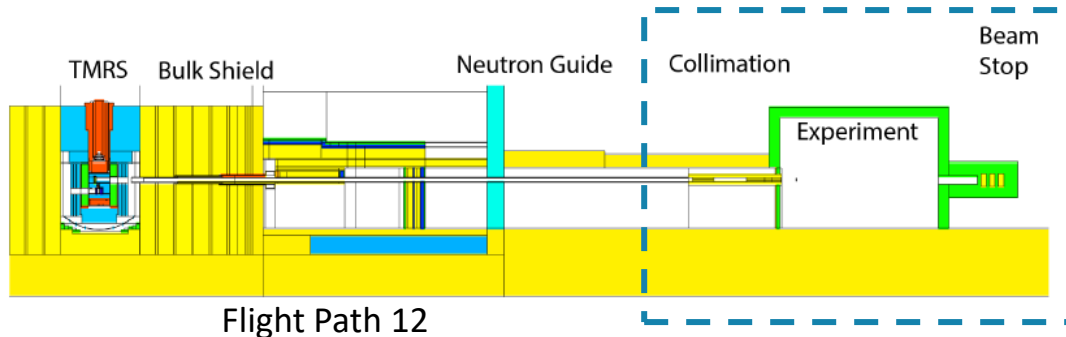 TMRS
Bulk Shield
Neutron Guide
Collimation
Beam
Stop
Experiment
Flight Path 12